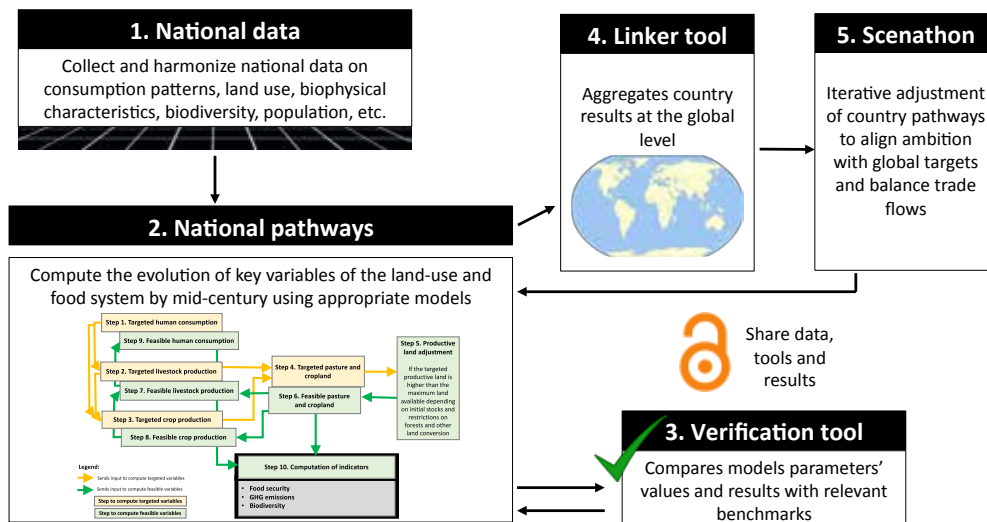 1. National data
Collect and harmonize national data on
consumption patterns, land use, biophysical
characteristics, biodiversity, population, etc.
2. National pathways
Compute the evolution of key variables of the land-use and
food system by mid-century using appropriate models
Step 1. Targeted human consumption
Step 9. Feasible human consumption
Step 2. Targeted livestock production
Step 7. Feasible livestock production
Step 3. Targeted crop production
Step 8. Feasible crop production
Step 4. Targeted pasture and
cropland
Step 6. Feasible pasture
and cropland
Step 5. Productive
land adjustment
If the targeted
productive land is
higher than the
maximum land
available depending
on initial stocks and
restrictions on
forests and other
land conversion
Step 10. Computation of indicators
• Food security
• GHG emissions
• Biodiversity
Legend:
Sends input to compute targeted variables
Sends input to compute feasible variables
Step to compute targeted variables
Step to compute feasible variables
4. Linker tool
Aggregates country
results at the global
level
5. Scenathon
Iterative adjustment
of country pathways
to align ambition
with global targets
and balance trade
flows
Share data,
tools and
results
3. Verification tool
Compares models parameters'
values and results with relevant
benchmarks